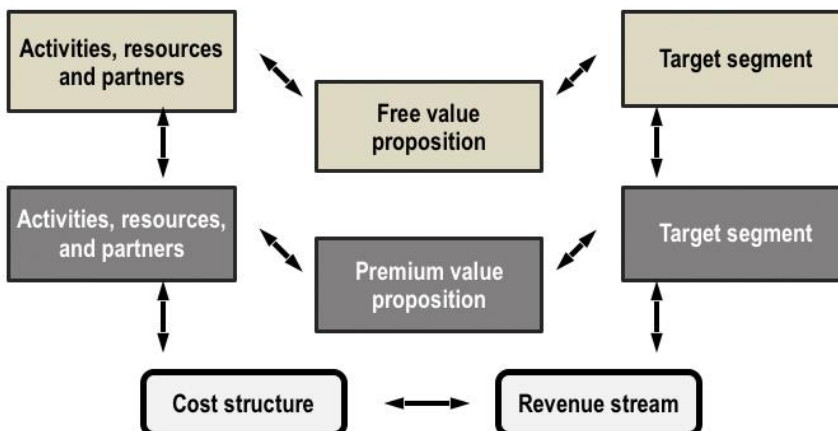 Activities, resources
and partners
Target segment
Free value
proposition
Activities, resources,
and partners
Target segment
Premium value
proposition
Cost structure
Revenue stream